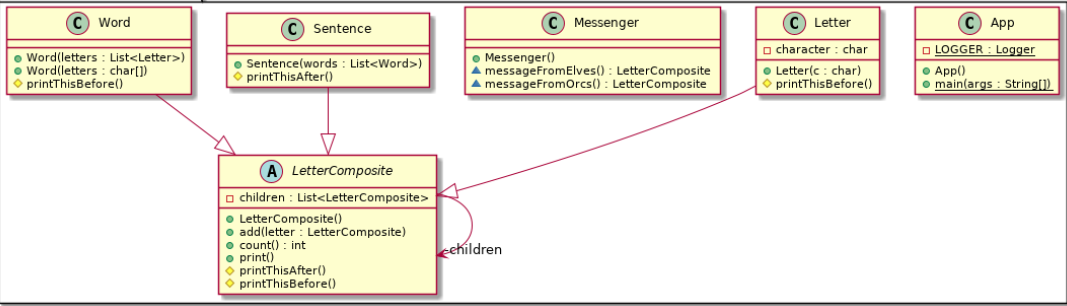 C Word
Word(letters : List<Letter>)
Word(letters : char[])
printThisBefore()
C Sentence
Sentence(words : List<Word>)
printThisAfter()
C Messenger
Messenger()
messageFromElves() : LetterComposite
messageFromOrcs() : LetterComposite
C Letter
character : char
Letter(c : char)
printThisBefore()
C App
LOGGER : Logger
App()
main(args : String[])
A LetterComposite
children : List<LetterComposite>
LetterComposite()
add(letter : LetterComposite)
count() : int
print()
printThisAfter()
printThisBefore()
-children